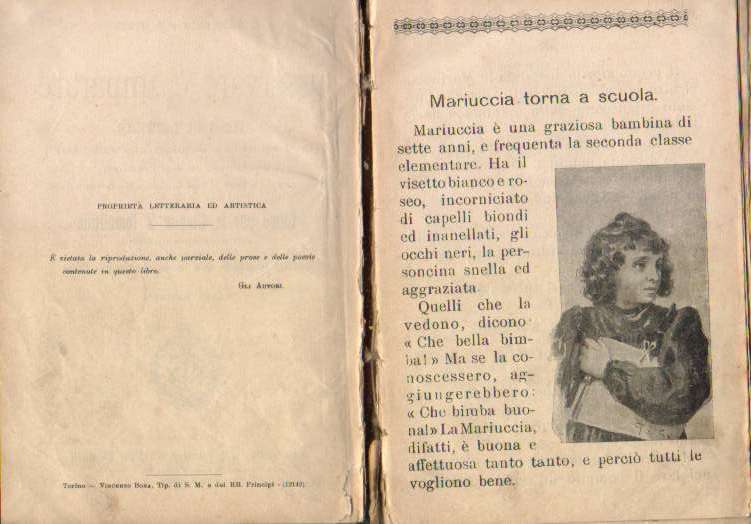 PROPRIETÀ LETTERARIA ED ARTISTICA
È vietata la riproduzione, anche parziale, delle prose e delle poesie
contenute in questo libro.
GLI AUTORI.
Torino — VINCENZO BONA, Tip. di S. M. e dei RR. Principi - (12142).
Mariuccia torna a scuola.
Mariuccia è una graziosa bambina di
sette anni, e frequenta la seconda classe
elementare. Ha il
visetto bianco e ro-
seo, incorniciato
di capelli biondi
ed inanellati, gli
occhi neri, la per-
soncina snella ed
aggraziata.
Quelli che la
vedono, dicono:
« Che bella bim-
ba! » Ma se la co-
noscessero, ag-
giungerebbero:
« Che bimba buo-
na!» La Mariuccia,
difatti, è buona e
affettuosa tanto tanto, e perciò tutti le
vogliono bene.